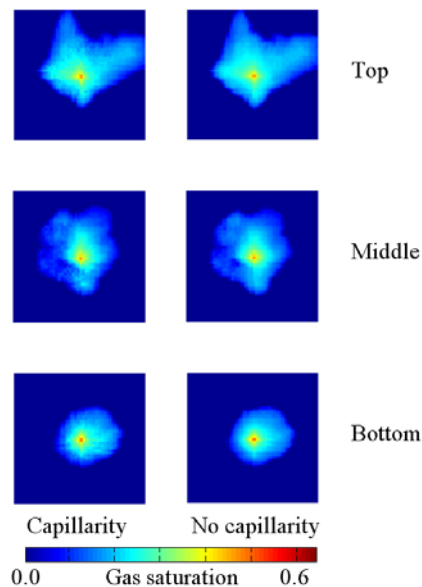 Top
Middle
Bottom
Capillarity No capillarity
0.0 Gas saturation 0.6